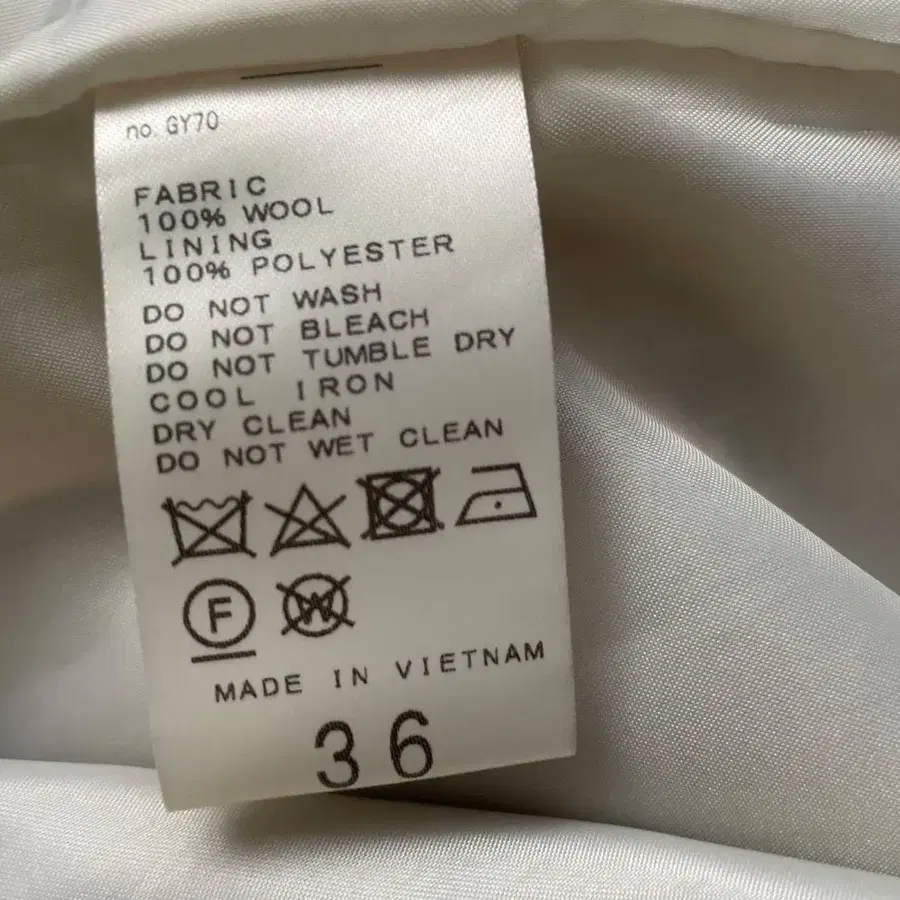 no. GY70
FABRIC
100% WOOL
LINING
100% POLYESTER
DO NOT WASH
DO NOT BLEACH
DO NOT TUMBLE DRY
COOL IRON
DRY CLEAN
DO NOT WET CLEAN
F W
MADE IN VIETNAM
36